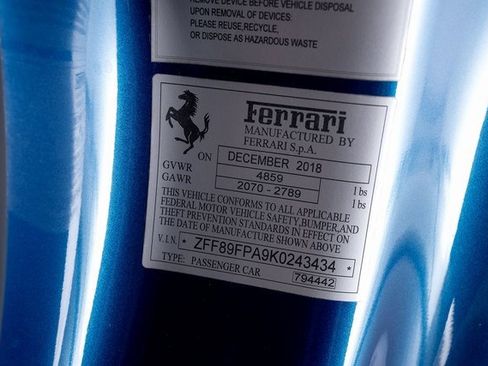 REMOVE DEVICE BEFORE VEHICLE DISPOSAL
UPON REMOVAL OF DEVICES:
PLEASE REUSE, RECYCLE,
OR DISPOSE AS HAZARDOUS WASTE
Ferrari
MANUFACTURED BY
FERRARI S.p.A.
ON DECEMBER 2018
GVWR 4859 lbs
GAWR 2070 - 2789 lbs
THIS VEHICLE CONFORMS TO ALL APPLICABLE
FEDERAL MOTOR VEHICLE SAFETY, BUMPER, AND
THEFT PREVENTION STANDARDS IN EFFECT ON
THE DATE OF MANUFACTURE SHOWN ABOVE
V.I.N. * ZFF89FPA9K0243434 *
TYPE: PASSENGER CAR 794442